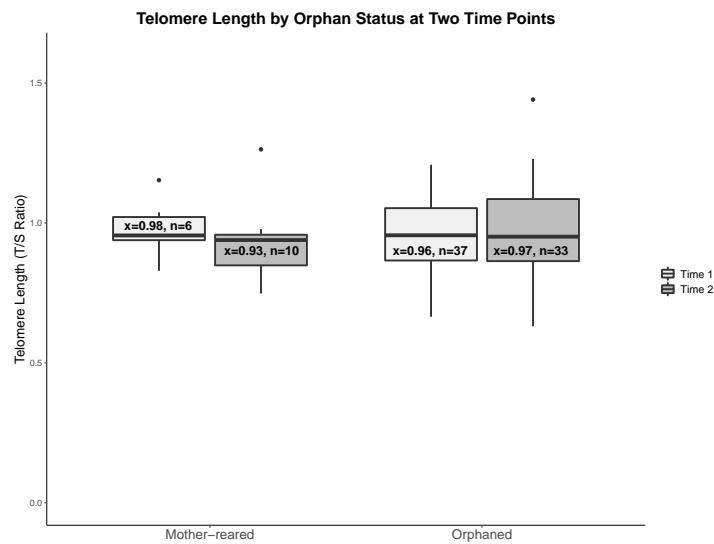 Telomere Length by Orphan Status at Two Time Points
Telomere Length (T/S Ratio)
1.5
1.0
0.5
0.0
x=0.98, n=6
x=0.93, n=10
x=0.96, n=37
x=0.97, n=33
Mother−reared
Orphaned
Time 1
Time 2